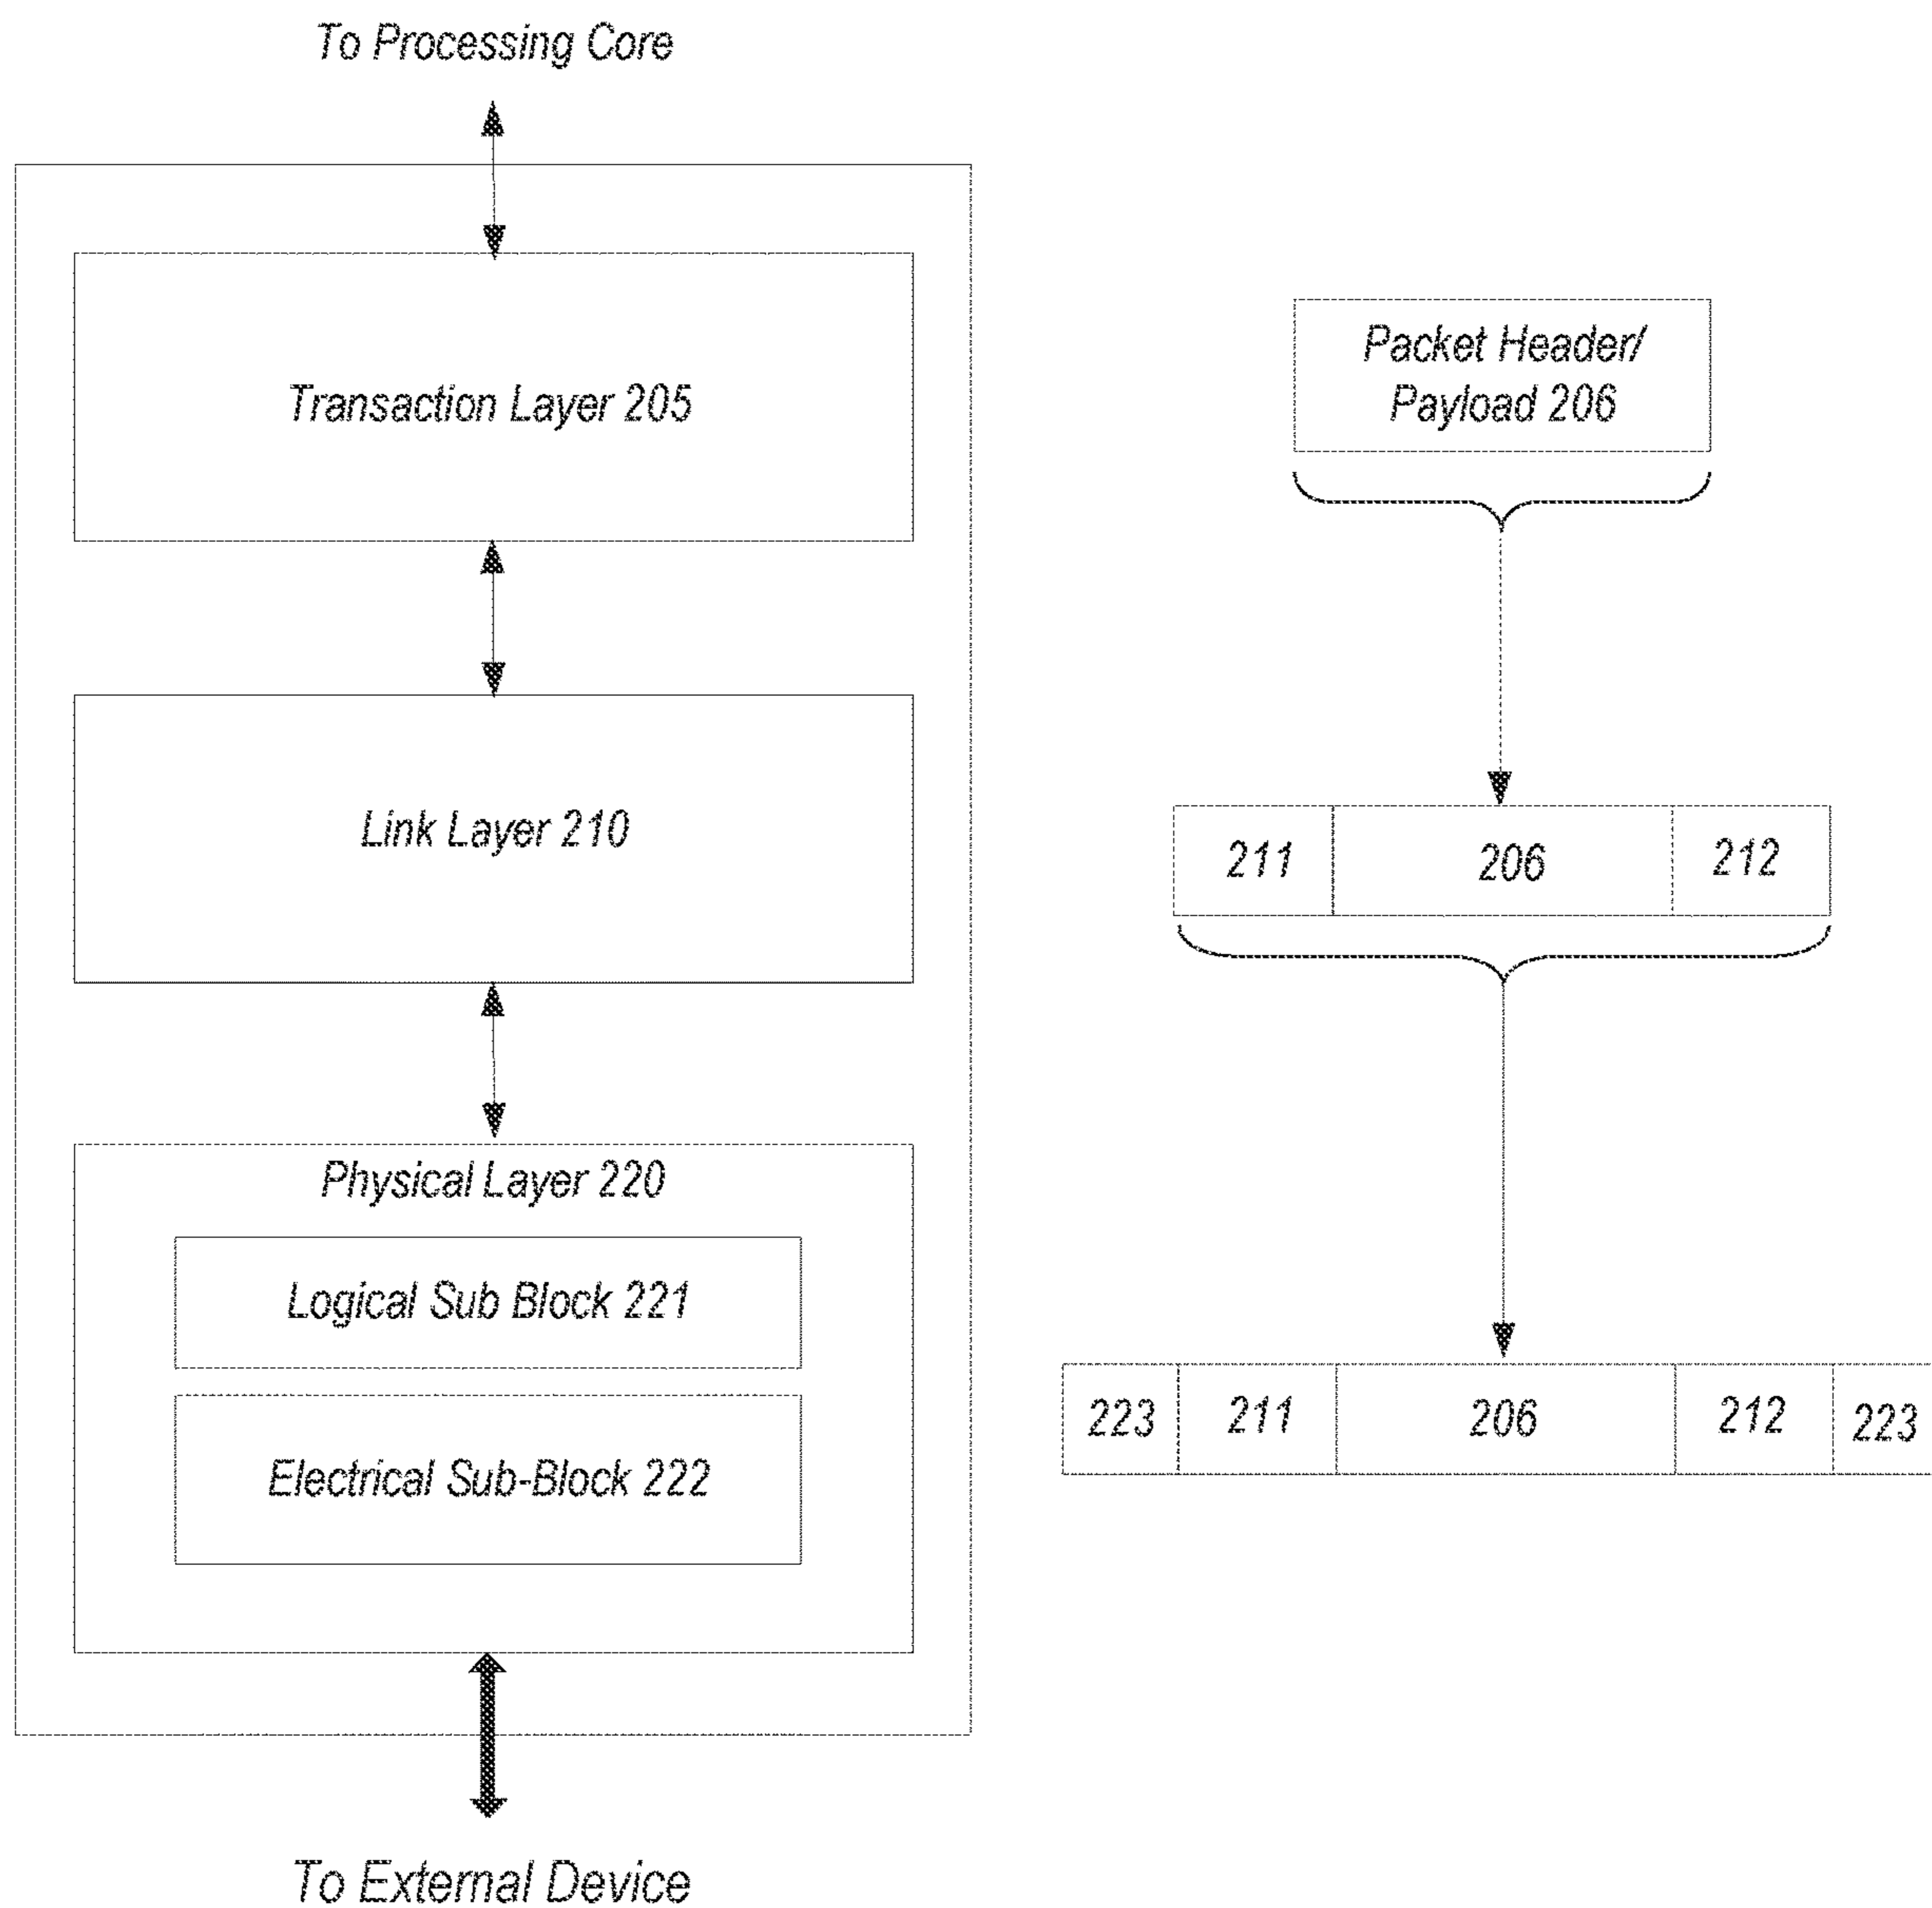 To Processing Core
Transaction Layer 205
Packet Header/
Payload 206
Link Layer 210
211 206 212
Physical Layer 220
Logical Sub Block 221
Electrical Sub-Block 222
223 211 206 212 223
To External Device